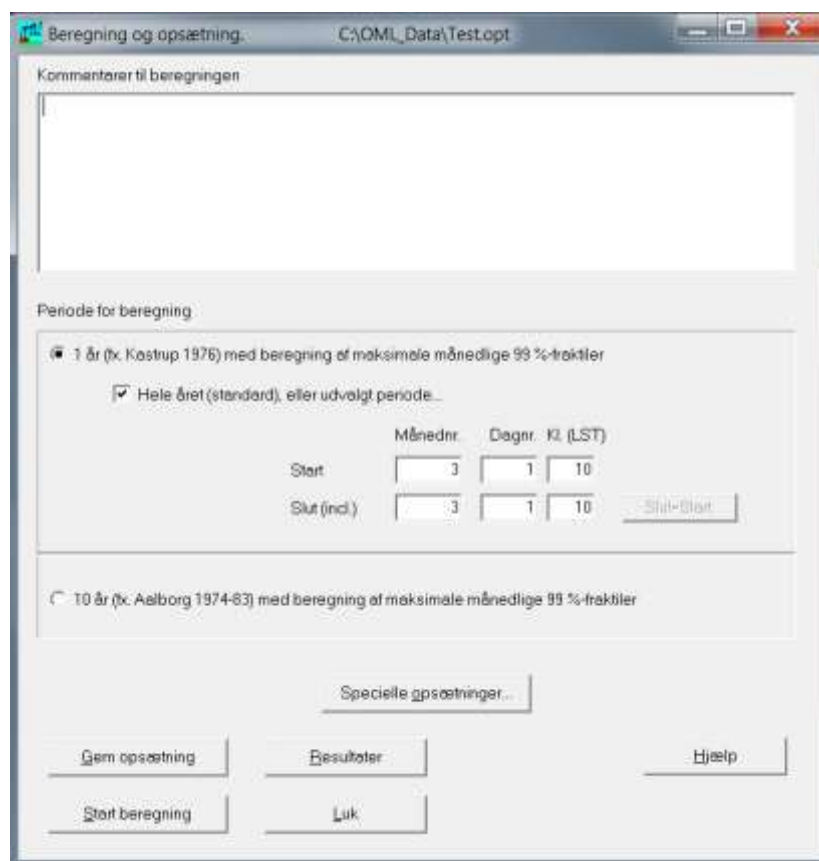 Beregning og opsætning. C:\OML_Data\Test.opt
Kommentarer til beregningen
Periode for beregning
1 år (fx. Kastrup 1976) med beregning af maksimale månedlige 99 %-fraktiler
Hele året (standard), eller udvalgt periode...
Månednr. Dagnr. Kl. (LST)
Start 3 1 10
Slut (incl.) 3 1 10 Slut=Start
10 år (fx. Aalborg 1974-83) med beregning af maksimale månedlige 99 %-fraktiler
Specielle opsætninger...
Gem opsætning Resultater Hjælp
Start beregning Luk